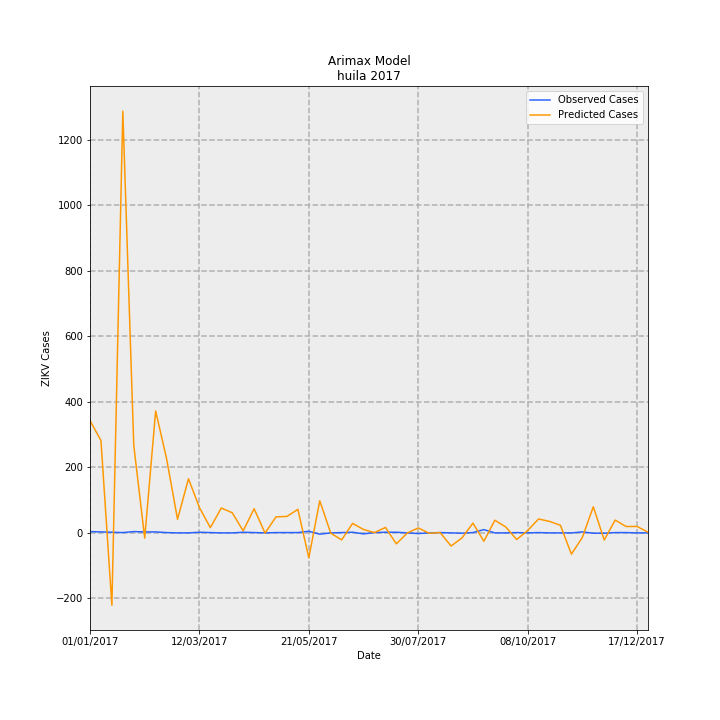 Arimax Model
huila 2017
Observed Cases
Predicted Cases
ZIKV Cases
1200
1000
800
600
400
200
0
−200
01/01/2017
12/03/2017
21/05/2017
30/07/2017
08/10/2017
17/12/2017
Date